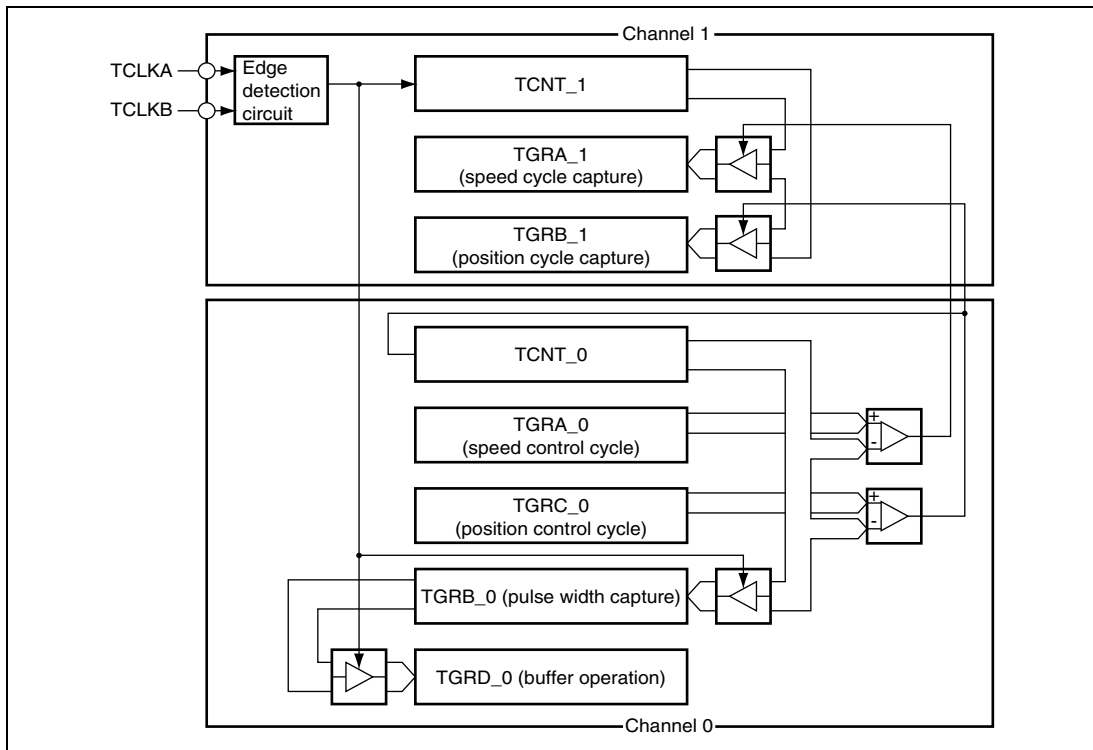 Channel 1
TCLKA
TCLKB
Edge
detection
circuit
TCNT_1
TGRA_1
(speed cycle capture)
TGRB_1
(position cycle capture)
TCNT_0
TGRA_0
(speed control cycle)
+
-
TGRC_0
(position control cycle)
+
-
TGRB_0 (pulse width capture)
TGRD_0 (buffer operation)
Channel 0